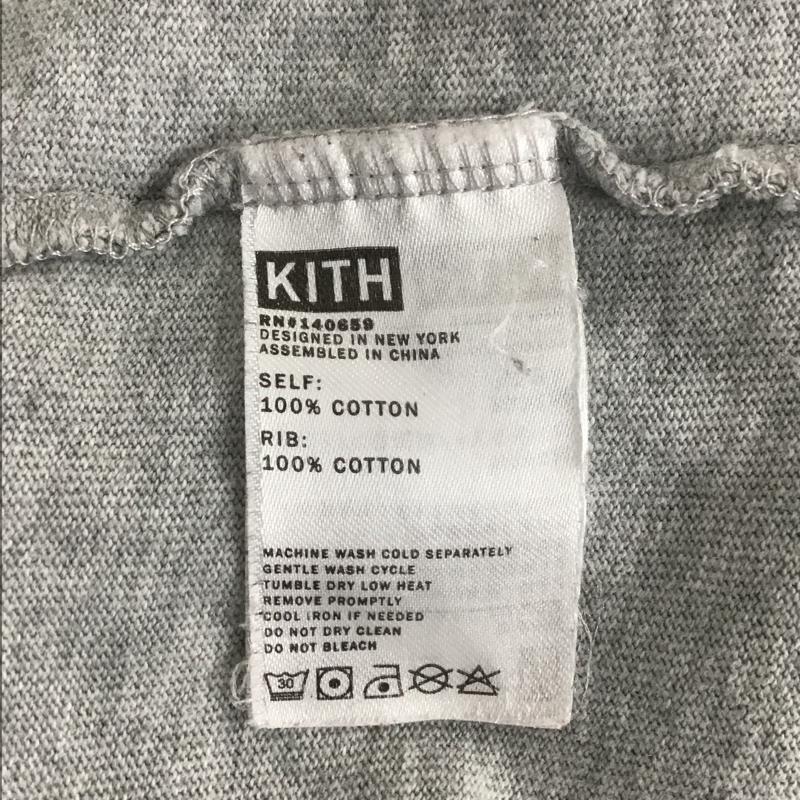 KITH
RN#140659
DESIGNED IN NEW YORK
ASSEMBLED IN CHINA
SELF:
100% COTTON
RIB:
100% COTTON
MACHINE WASH COLD SEPARATELY
GENTLE WASH CYCLE
TUMBLE DRY LOW HEAT
REMOVE PROMPTLY
COOL IRON IF NEEDED
DO NOT DRY CLEAN
DO NOT BLEACH
30